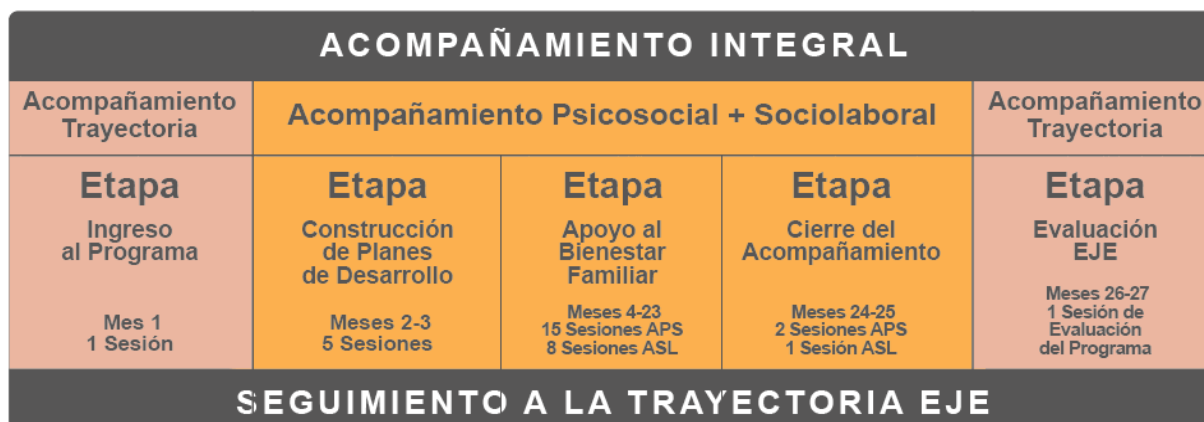 ACOMPAÑAMIENTO INTEGRAL
Acompañamiento
Trayectoria
Acompañamiento Psicosocial + Sociolaboral
Acompañamiento
Trayectoria
Etapa
Ingreso
al Programa
Mes 1
1 Sesión
Etapa
Construcción
de Planes
de Desarrollo
Meses 2-3
5 Sesiones
Etapa
Apoyo al
Bienestar
Familiar
Meses 4-23
15 Sesiones APS
8 Sesiones ASL
Etapa
Cierre del
Acompañamiento
Meses 24-25
2 Sesiones APS
1 Sesión ASL
Etapa
Evaluación
EJE
Meses 26-27
1 Sesión de
Evaluación
del Programa
SEGUIMIENTO A LA TRAYECTORIA EJE